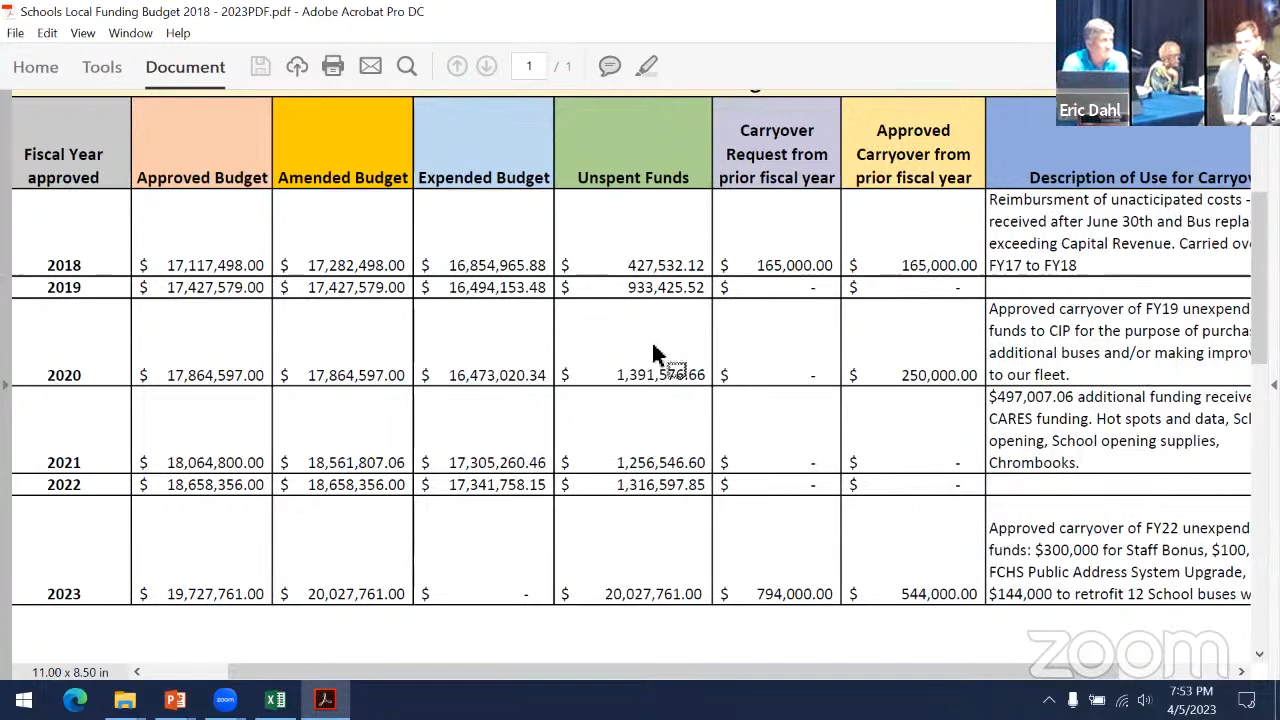 Schools Local Funding Budget 2018 - 2023PDF.pdf - Adobe Acrobat Pro DC
File Edit View Window Help
Home Tools Document 1 / 1
Eric Dahl
Fiscal Year approved Approved Budget Amended Budget Expended Budget Unspent Funds Carryover Request from prior fiscal year Approved Carryover from prior fiscal year Description of Use for Carryov
Reimbursment of unacticipated costs -
received after June 30th and Bus repla
exceeding Capital Revenue. Carried ov
2018 $ 17,117,498.00 $ 17,282,498.00 $ 16,854,965.88 $ 427,532.12 $ 165,000.00 $ 165,000.00 FY17 to FY18
2019 $ 17,427,579.00 $ 17,427,579.00 $ 16,494,153.48 $ 933,425.52 $ - $ -
Approved carryover of FY19 unexpend
funds to CIP for the purpose of purcha
additional buses and/or making improv
2020 $ 17,864,597.00 $ 17,864,597.00 $ 16,473,020.34 $ 1,391,576.66 $ - $ 250,000.00 to our fleet.
$497,007.06 additional funding receive
CARES funding. Hot spots and data, Scl
opening, School opening supplies,
2021 $ 18,064,800.00 $ 18,561,807.06 $ 17,305,260.46 $ 1,256,546.60 $ - $ - Chrombooks.
2022 $ 18,658,356.00 $ 18,658,356.00 $ 17,341,758.15 $ 1,316,597.85 $ - $ -
Approved carryover of FY22 unexpend
funds: $300,000 for Staff Bonus, $100,
FCHS Public Address System Upgrade,
2023 $ 19,727,761.00 $ 20,027,761.00 $ - $ 20,027,761.00 $ 794,000.00 $ 544,000.00 $144,000 to retrofit 12 School buses w
zoom
11.00 x 8.50 in
zoom
7:53 PM
4/5/2023